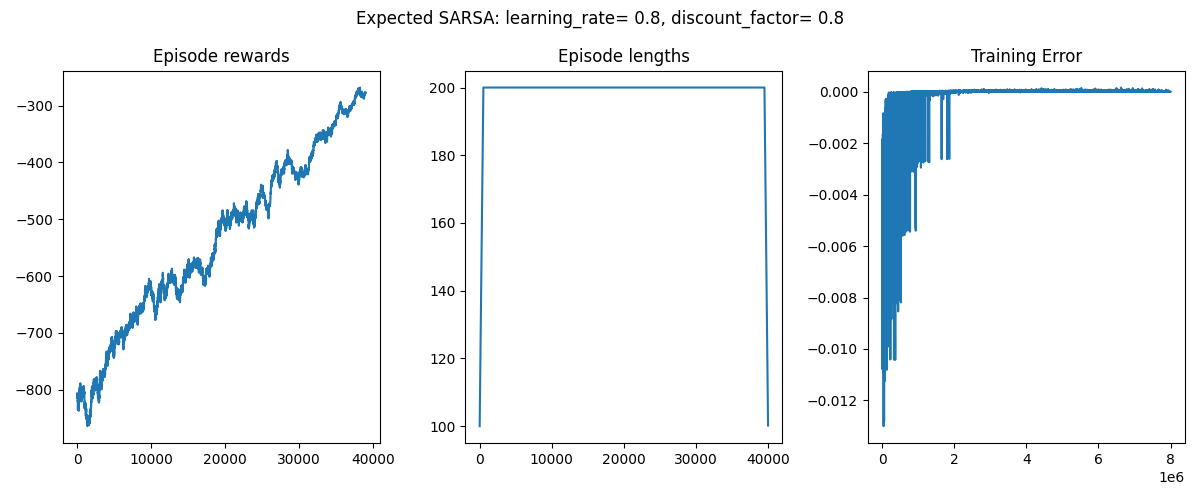 Expected SARSA: learning_rate= 0.8, discount_factor= 0.8
Episode rewards
−300
−400
−500
−600
−700
−800
0 10000 20000 30000 40000
Episode lengths
200
180
160
140
120
100
0 10000 20000 30000 40000
Training Error
0.000
−0.002
−0.004
−0.006
−0.008
−0.010
−0.012
0 2 4 6 8
1e6